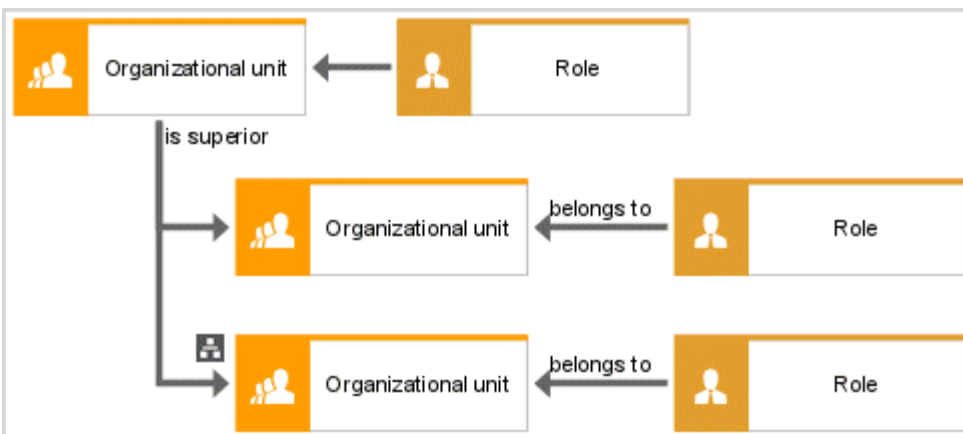 Organizational unit
Role
is superior
Organizational unit
belongs to
Role
Organizational unit
belongs to
Role